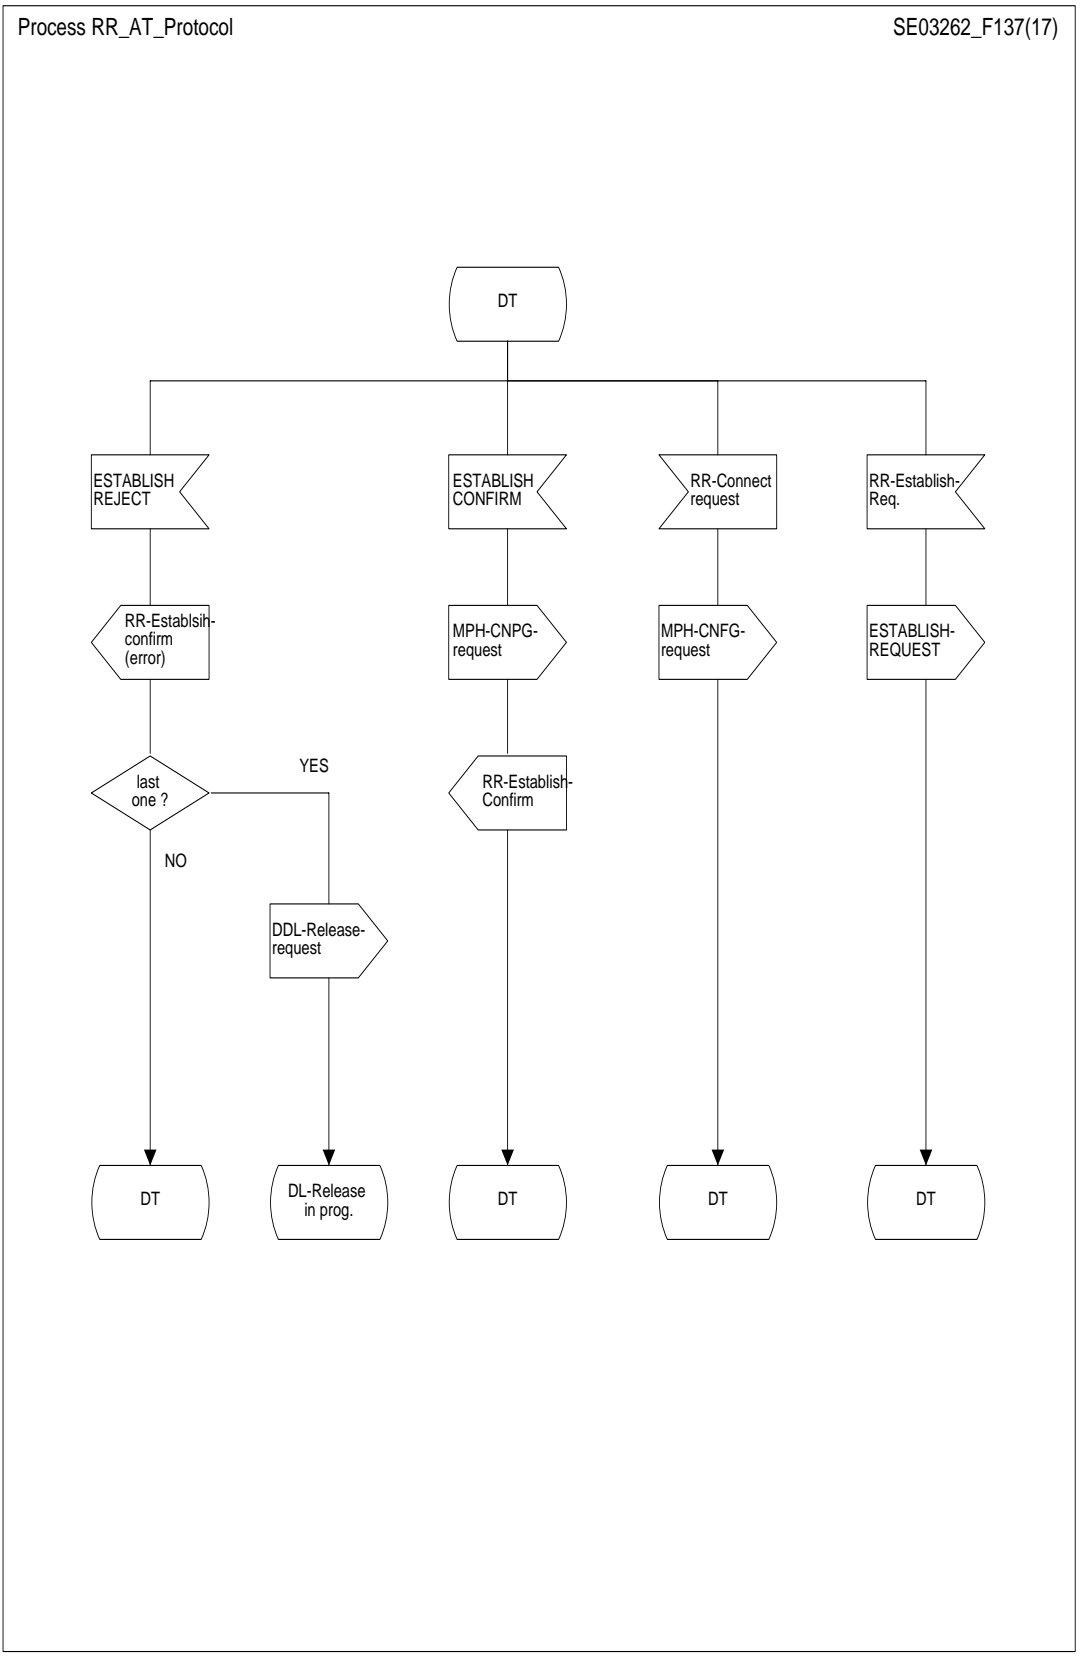 Process RR_AT_Protocol
SE03262_F137(17)
DT
ESTABLISH
REJECT
ESTABLISH
CONFIRM
RR-Connect
request
RR-Establish-
Req.
RR-Establsih-
confirm
(error)
MPH-CNPG-
request
MPH-CNFG-
request
ESTABLISH-
REQUEST
last
one ?
YES
NO
RR-Establish-
Confirm
DDL-Release-
request
DT
DL-Release
in prog.
DT
DT
DT